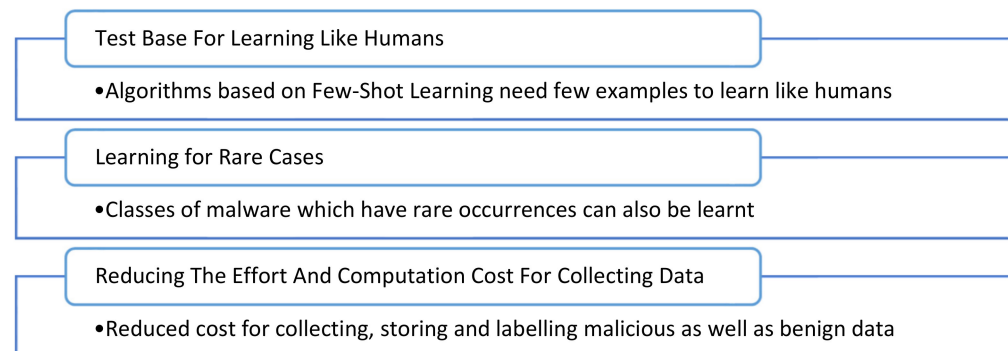 Test Base For Learning Like Humans
•Algorithms based on Few-Shot Learning need few examples to learn like humans
Learning for Rare Cases
•Classes of malware which have rare occurrences can also be learnt
Reducing The Effort And Computation Cost For Collecting Data
•Reduced cost for collecting, storing and labelling malicious as well as benign data